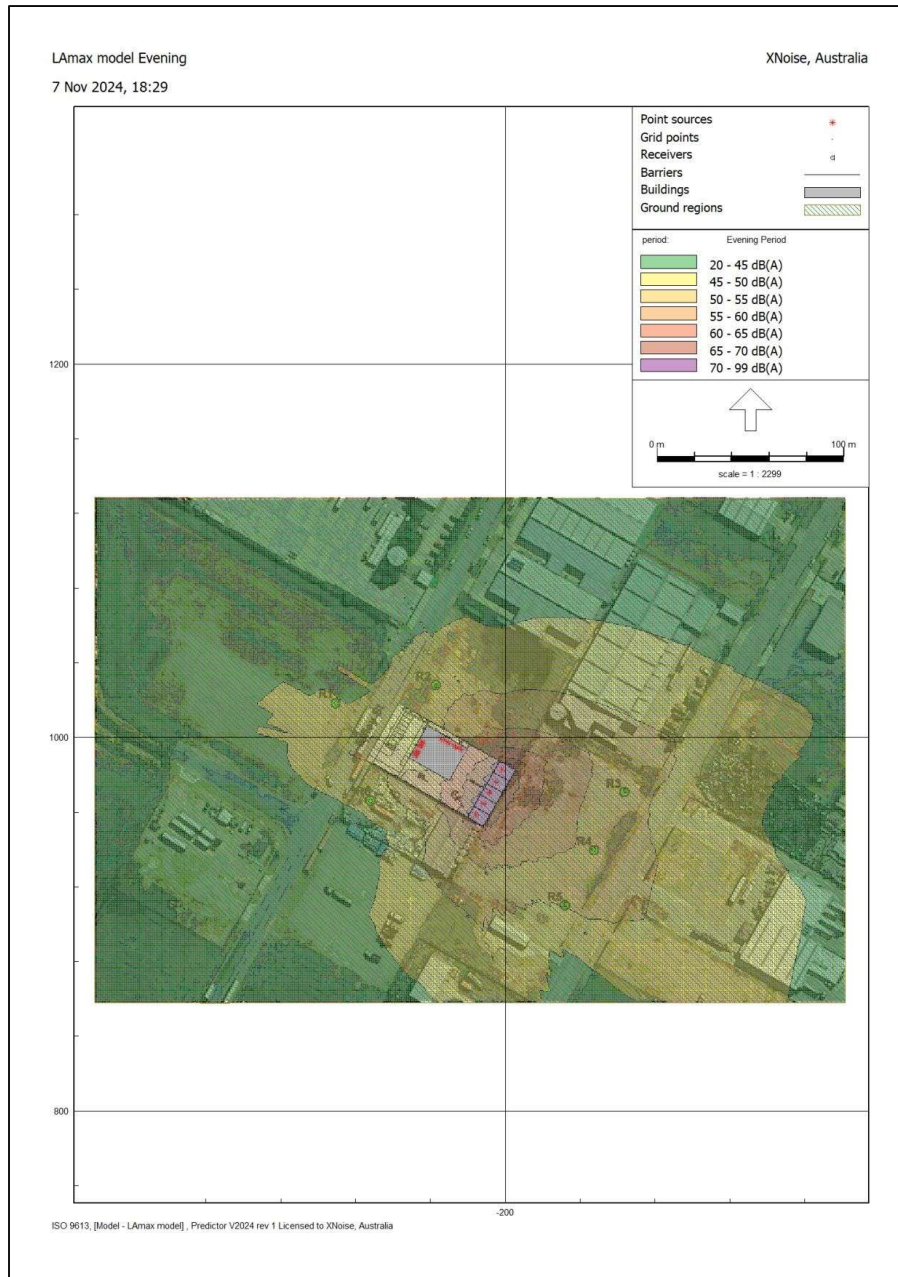 LAmax model Evening
XNoise, Australia
7 Nov 2024, 18:29
Point sources
Grid points
Receivers
Barriers
Buildings
Ground regions
period: Evening Period
20 - 45 dB(A)
45 - 50 dB(A)
50 - 55 dB(A)
55 - 60 dB(A)
60 - 65 dB(A)
65 - 70 dB(A)
70 - 99 dB(A)
0 m 100 m
scale = 1 : 2299
1200
1000
800
-200
R3
R4
R5
ISO 9613, [Model - LAmax model] , Predictor V2024 rev 1 Licensed to XNoise, Australia